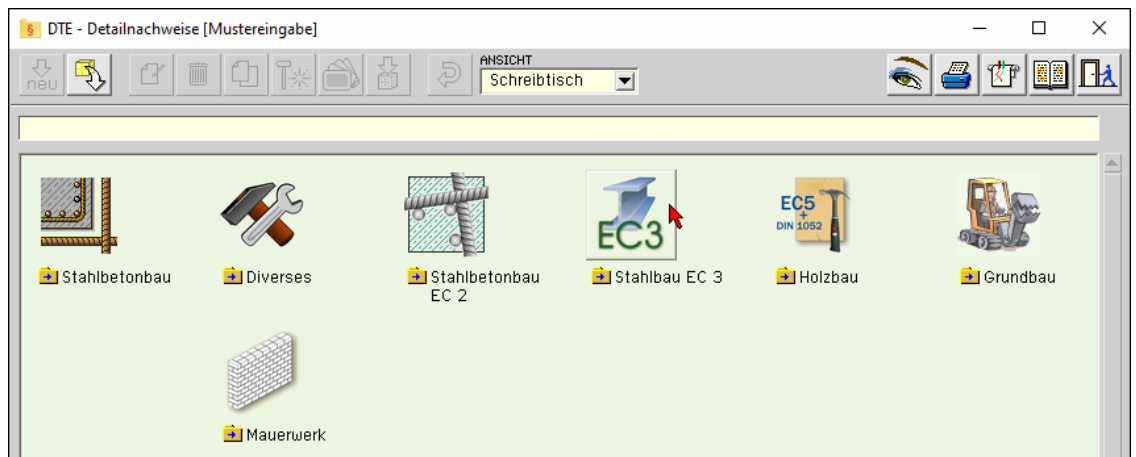 DTE - Detailnachweise [Mustereingabe]
neu
ANSICHT
Schreibtisch
EC3
EC5
+
DIN 1052
Stahlbetonbau
Diverses
Stahlbetonbau
EC 2
Stahlbau EC 3
Holzbau
Grundbau
Mauerwerk